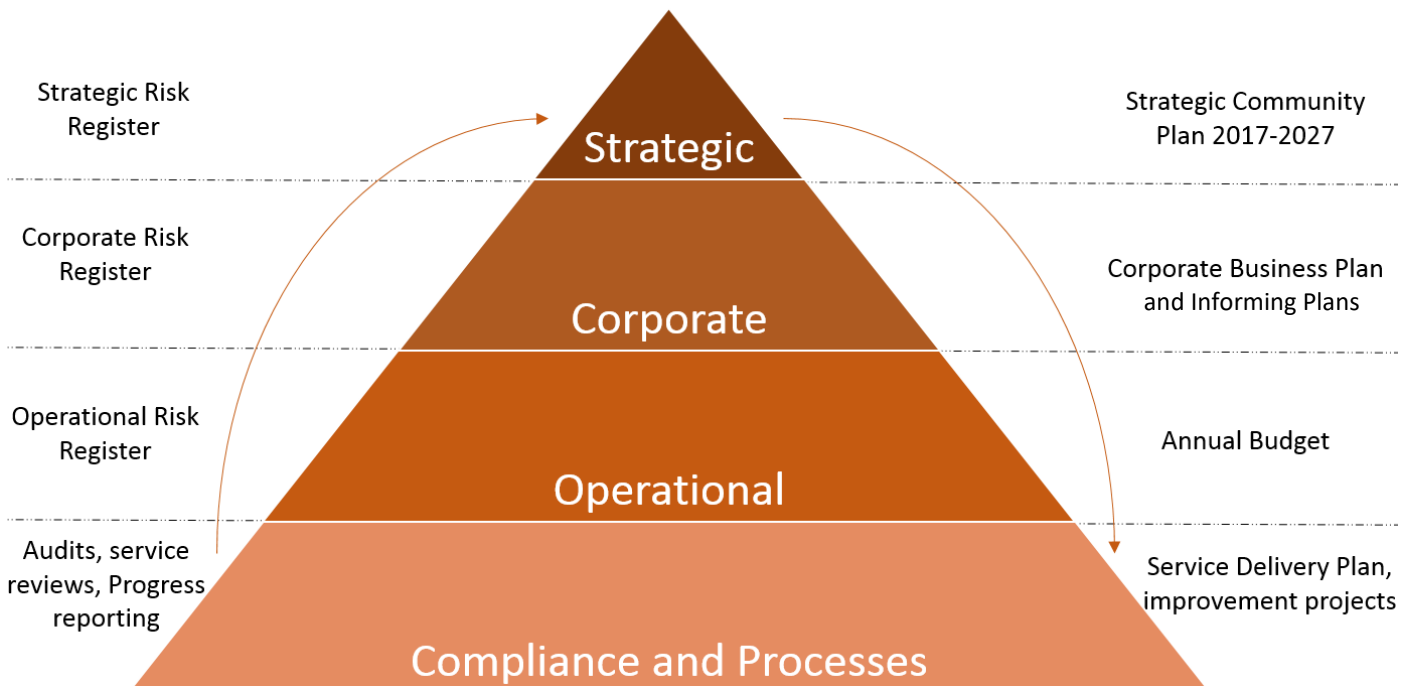 Strategic Risk
Register
Strategic
Strategic Community
Plan 2017-2027
Corporate Risk
Register
Corporate
Corporate Business Plan
and Informing Plans
Operational Risk
Register
Operational
Annual Budget
Audits, service
reviews, Progress
reporting
Compliance and Processes
Service Delivery Plan,
improvement projects